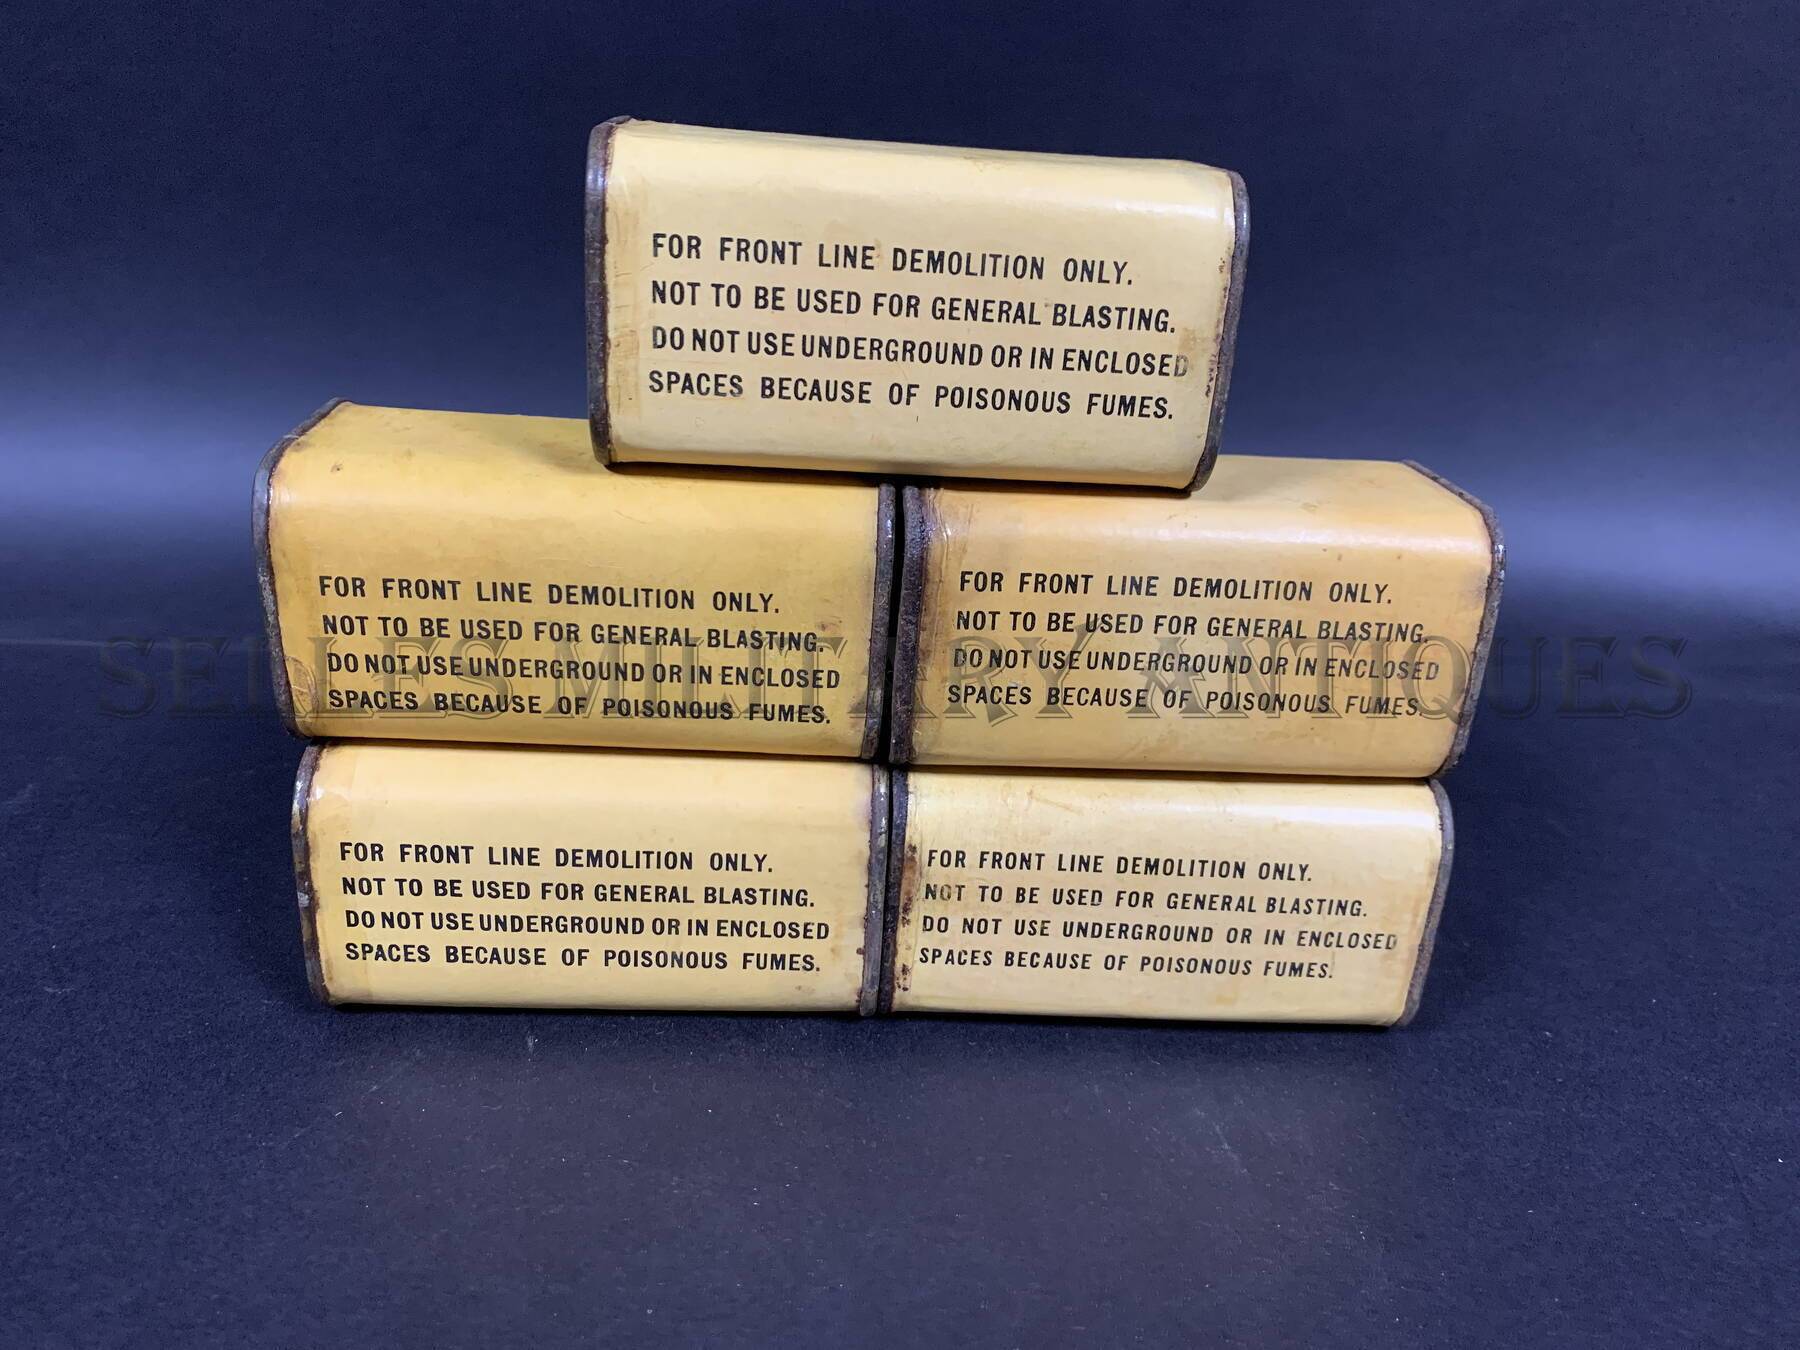 FOR FRONT LINE DEMOLITION ONLY.
NOT TO BE USED FOR GENERAL BLASTING.
DO NOT USE UNDERGROUND OR IN ENCLOSED
SPACES BECAUSE OF POISONOUS FUMES.
FOR FRONT LINE DEMOLITION ONLY.
NOT TO BE USED FOR GENERAL BLASTING.
DO NOT USE UNDERGROUND OR IN ENCLOSED
SPACES BECAUSE OF POISONOUS FUMES.
FOR FRONT LINE DEMOLITION ONLY.
NOT TO BE USED FOR GENERAL BLASTING.
DO NOT USE UNDERGROUND OR IN ENCLOSED
SPACES BECAUSE OF POISONOUS FUMES.
SELLES MILITARY ANTIQUES
FOR FRONT LINE DEMOLITION ONLY.
NOT TO BE USED FOR GENERAL BLASTING.
DO NOT USE UNDERGROUND OR IN ENCLOSED
SPACES BECAUSE OF POISONOUS FUMES.
FOR FRONT LINE DEMOLITION ONLY.
NOT TO BE USED FOR GENERAL BLASTING.
DO NOT USE UNDERGROUND OR IN ENCLOSED
SPACES BECAUSE OF POISONOUS FUMES.